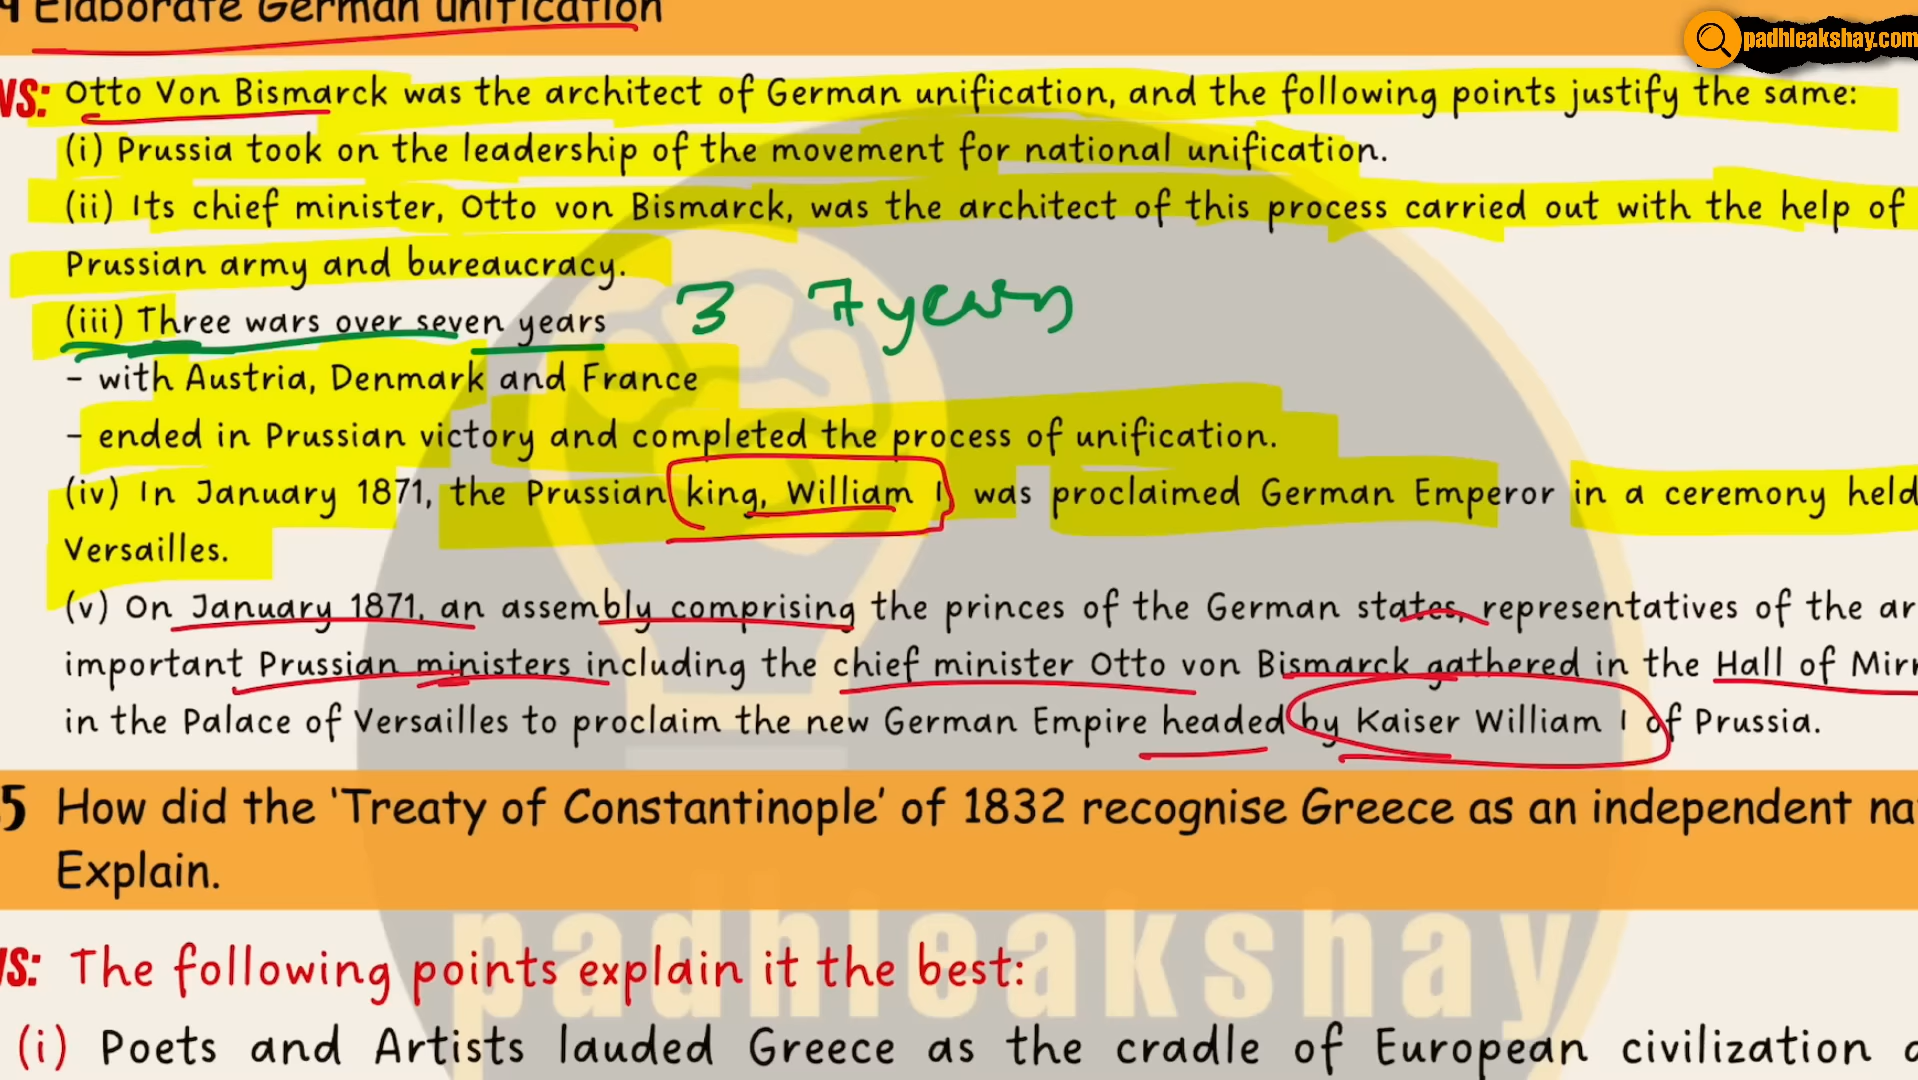 4 Elaborate German unification
padhleakshay.com
NS: Otto Von Bismarck was the architect of German unification, and the following points justify the same:
(i) Prussia took on the leadership of the movement for national unification.
(ii) Its chief minister, Otto von Bismarck, was the architect of this process carried out with the help of
Prussian army and bureaucracy.
(iii) Three wars over seven years 3 7 years
- with Austria, Denmark and France
- ended in Prussian victory and completed the process of unification.
(iv) In January 1871, the Prussian king, William I was proclaimed German Emperor in a ceremony held
Versailles.
(v) On January 1871, an assembly comprising the princes of the German states, representatives of the ar
important Prussian ministers including the chief minister Otto von Bismarck gathered in the Hall of Mirr
in the Palace of Versailles to proclaim the new German Empire headed by Kaiser William I of Prussia.
5 How did the 'Treaty of Constantinople' of 1832 recognise Greece as an independent na
Explain.
NS: The following points explain it the best:
(i) Poets and Artists lauded Greece as the cradle of European civilization a
padhleakshay